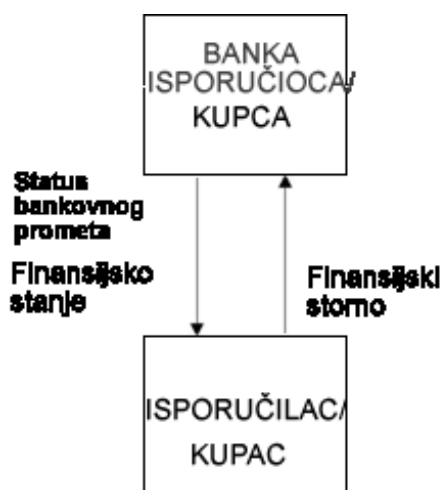 BANKA
ISPORUČIOCA/
KUPCA
Status
bankovnog
prometa
Finansijsko
stanje
Finansijski
storno
ISPORUČILAC/
KUPAC